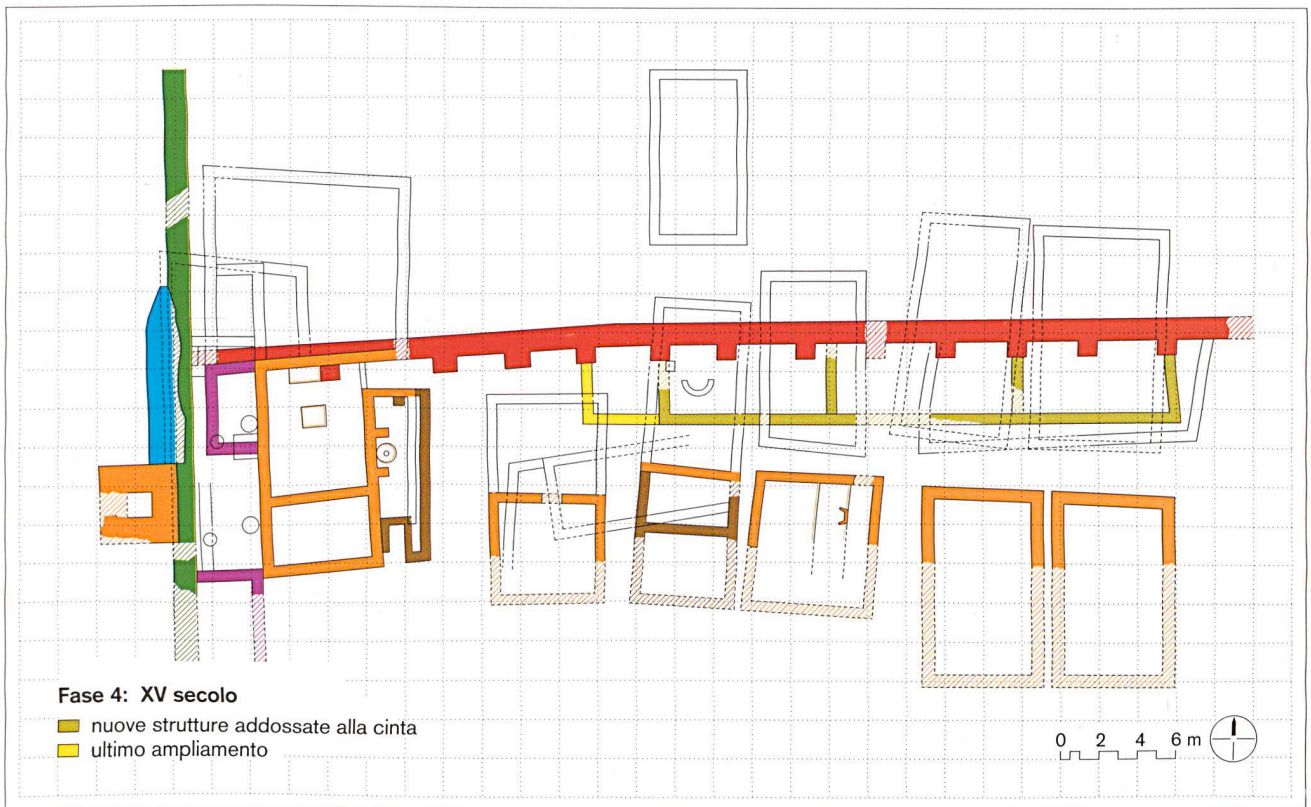 Fase 4: XV secolo
nuove strutture addossate alla cinta
ultimo ampliamento
0 2 4 6 m